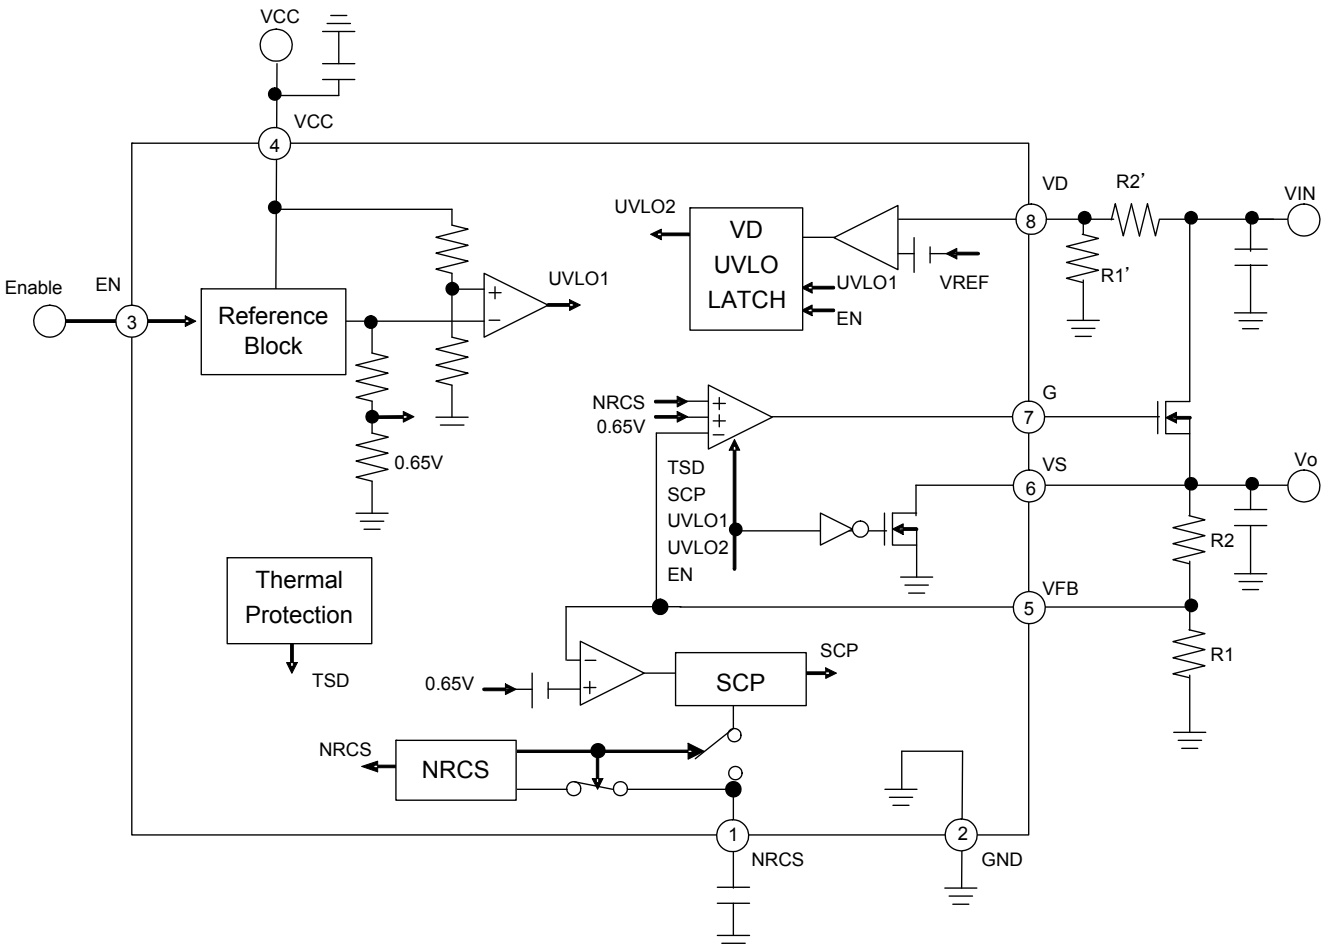 VCC
VCC
4
VD
R2’
VIN
UVLO2
VD
UVLO
LATCH
8
R1’
UVLO1
VREF
EN
Enable
EN
3
Reference
Block
+
−
UVLO1
0.65V
NRCS
0.65V
+
+
−
G
7
TSD
SCP
UVLO1
UVLO2
EN
VS
6
Vo
R2
Thermal
Protection
TSD
VFB
5
R1
0.65V
−
+
SCP
SCP
NRCS
NRCS
1
NRCS
2
GND